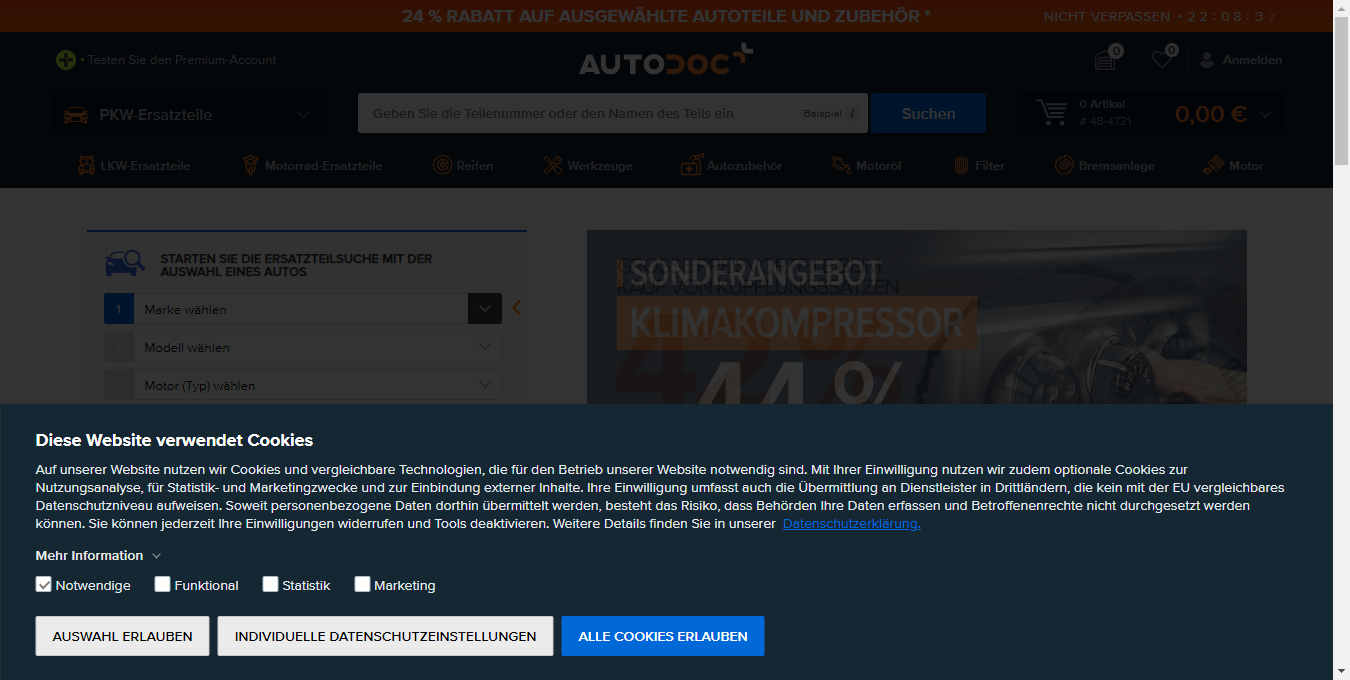 24 % RABATT AUF AUSGEWÄHLTE AUTOTEILE UND ZUBEHÖR *
NICHT VERPASSEN • 22:08:37
• Testen Sie den Premium-Account
AUTODOC
0
0
Anmelden
PKW-Ersatzteile
Geben Sie die Teilenummer oder den Namen des Teils ein
Beispiel i
Suchen
0 Artikel
# 48-4721
0,00 €
LKW-Ersatzteile
Motorrad-Ersatzteile
Reifen
Werkzeuge
Autozubehör
Motoröl
Filter
Bremsanlage
Motor
STARTEN SIE DIE ERSATZTEILSUCHE MIT DER
AUSWAHL EINES AUTOS
1 Marke wählen
2 Modell wählen
3 Motor (Typ) wählen
SONDERANGEBOT
KAUF VON KUPPLUNGSSÄTZEN
KLIMAKOMPRESSOR
42%
44%
Diese Website verwendet Cookies
Auf unserer Website nutzen wir Cookies und vergleichbare Technologien, die für den Betrieb unserer Website notwendig sind. Mit Ihrer Einwilligung nutzen wir zudem optionale Cookies zur
Nutzungsanalyse, für Statistik- und Marketingzwecke und zur Einbindung externer Inhalte. Ihre Einwilligung umfasst auch die Übermittlung an Dienstleister in Drittländern, die kein mit der EU vergleichbares
Datenschutzniveau aufweisen. Soweit personenbezogene Daten dorthin übermittelt werden, besteht das Risiko, dass Behörden Ihre Daten erfassen und Betroffenenrechte nicht durchgesetzt werden
können. Sie können jederzeit Ihre Einwilligungen widerrufen und Tools deaktivieren. Weitere Details finden Sie in unserer Datenschutzerklärung.
Mehr Information
Notwendige
Funktional
Statistik
Marketing
AUSWAHL ERLAUBEN
INDIVIDUELLE DATENSCHUTZEINSTELLUNGEN
ALLE COOKIES ERLAUBEN